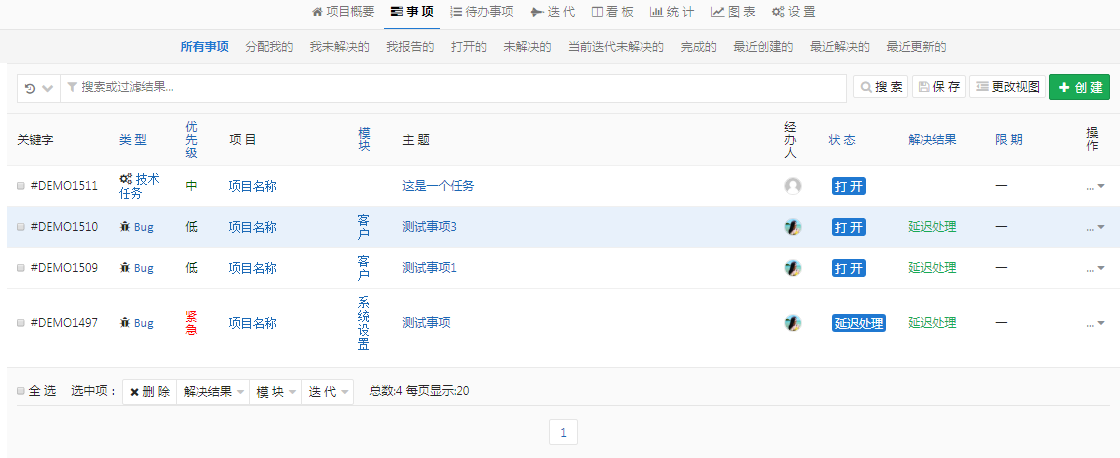 项目概要 事 项 待办事项 迭 代 看 板 统 计 图 表 设 置
所有事项 分配我的 我未解决的 我报告的 打开的 未解决的 当前迭代未解决的 完成的 最近创建的 最近解决的 最近更新的
搜索或过滤结果... 搜 索 保 存 更改视图 创 建
关键字 类 型 优先级 项 目 模块 主 题 经办人 状 态 解决结果 限 期 操作
#DEMO1511 技术任务 中 项目名称 这是一个任务 打 开 — ...
#DEMO1510 Bug 低 项目名称 客户 测试事项3 打 开 延迟处理 — ...
#DEMO1509 Bug 低 项目名称 客户 测试事项1 打 开 延迟处理 — ...
#DEMO1497 Bug 紧急 项目名称 系统设置 测试事项 延迟处理 延迟处理 — ...
全 选 选中项： 删 除 解决结果 模 块 迭 代 总数:4 每页显示:20
1